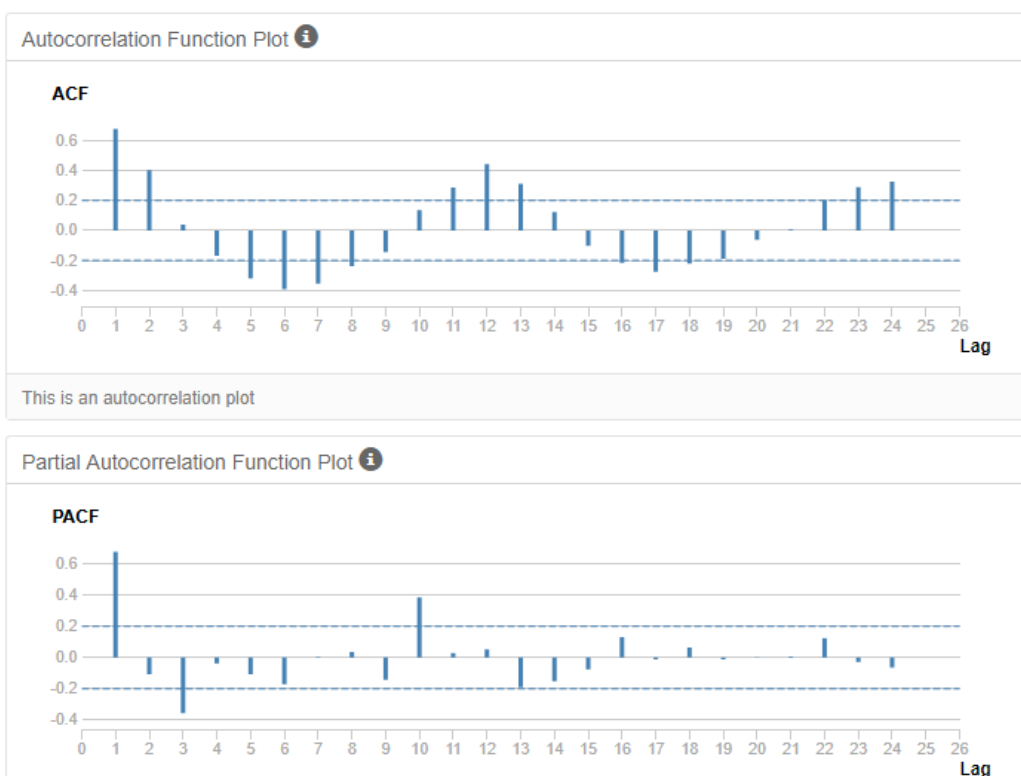 Autocorrelation Function Plot i
ACF
0.6
0.4
0.2
0.0
-0.2
-0.4
0 1 2 3 4 5 6 7 8 9 10 11 12 13 14 15 16 17 18 19 20 21 22 23 24 25 26
Lag
This is an autocorrelation plot
Partial Autocorrelation Function Plot i
PACF
0.6
0.4
0.2
0.0
-0.2
-0.4
0 1 2 3 4 5 6 7 8 9 10 11 12 13 14 15 16 17 18 19 20 21 22 23 24 25 26
Lag